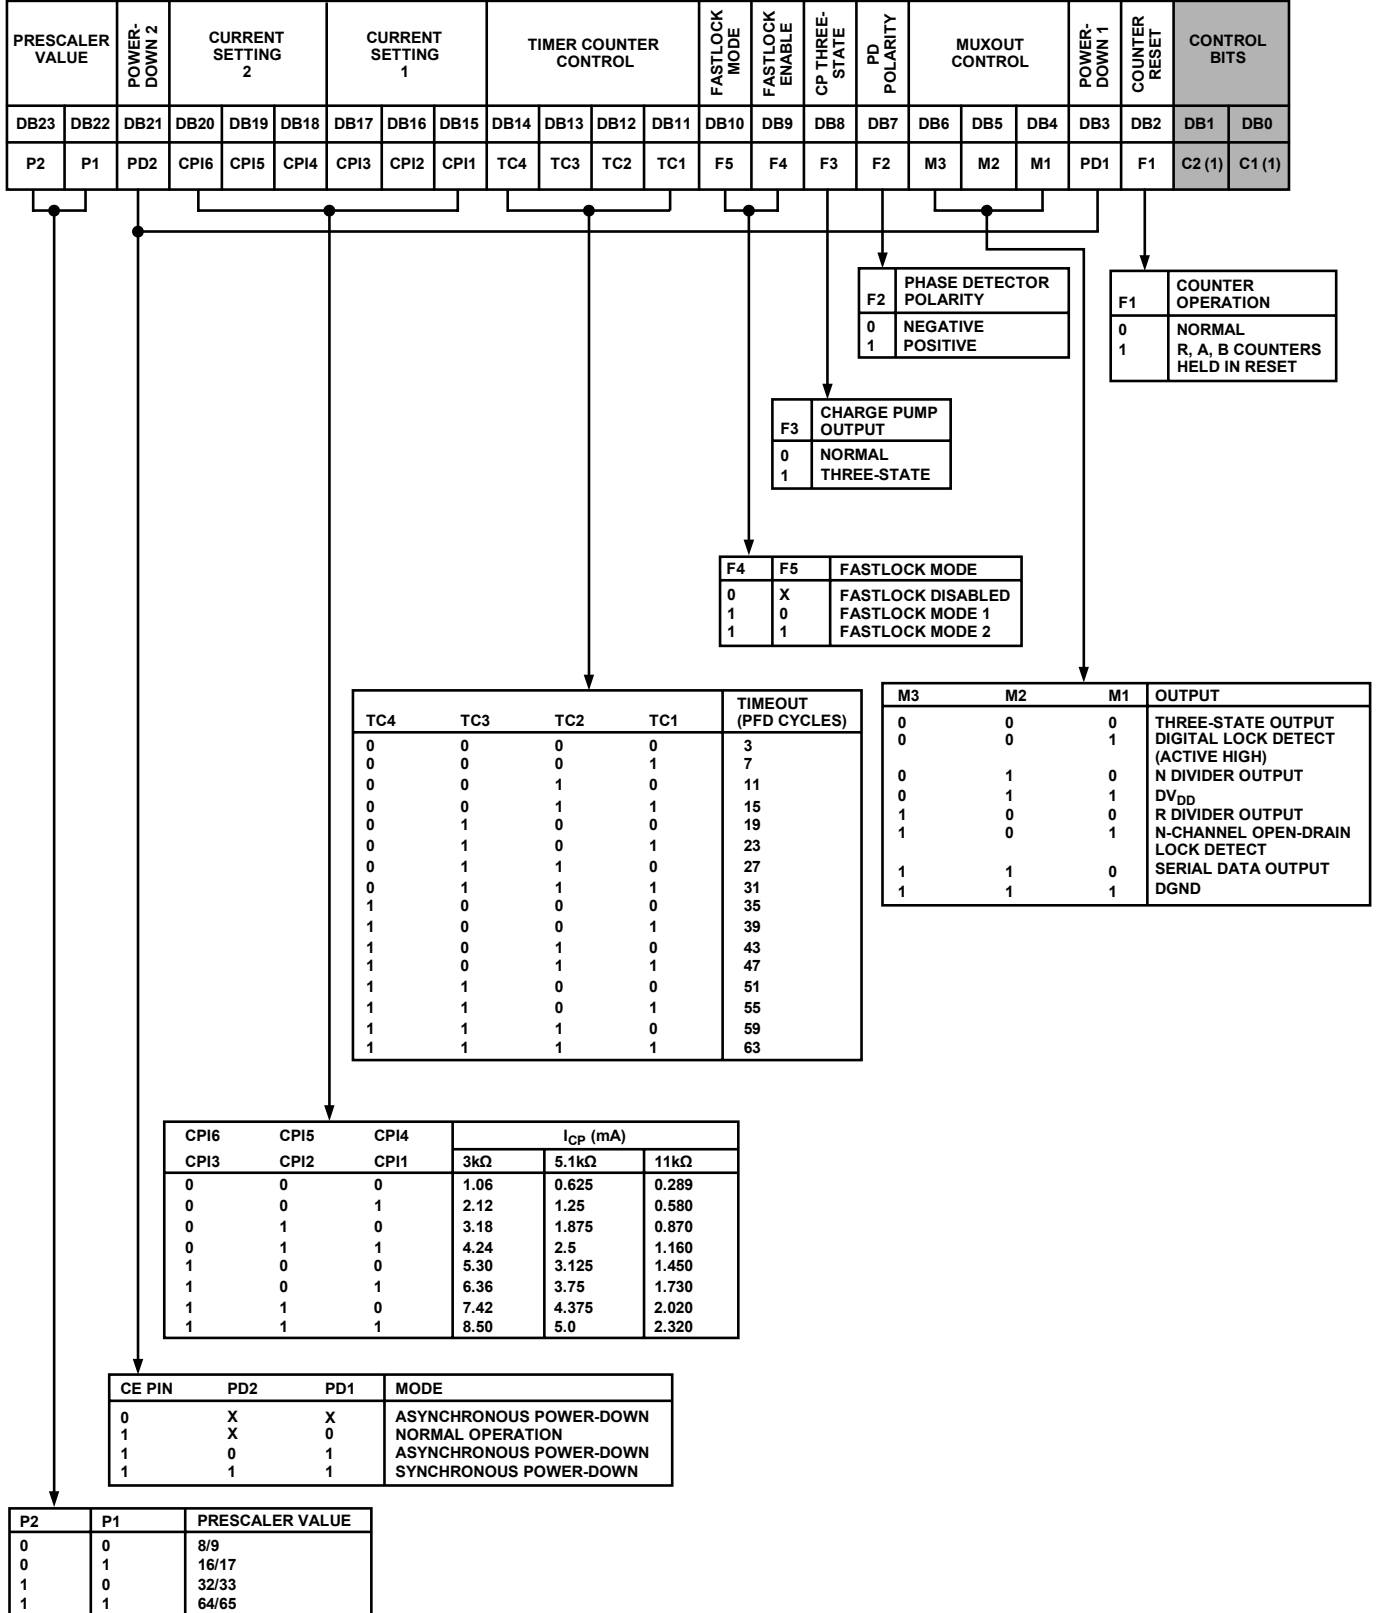 PRESCALER VALUE POWER-DOWN 2 CURRENT SETTING 2 CURRENT SETTING 1 TIMER COUNTER CONTROL FASTLOCK MODE FASTLOCK ENABLE CP THREE-STATE PD POLARITY MUXOUT CONTROL POWER-DOWN 1 COUNTER RESET CONTROL BITS
DB23 DB22 DB21 DB20 DB19 DB18 DB17 DB16 DB15 DB14 DB13 DB12 DB11 DB10 DB9 DB8 DB7 DB6 DB5 DB4 DB3 DB2 DB1 DB0
P2 P1 PD2 CPI6 CPI5 CPI4 CPI3 CPI2 CPI1 TC4 TC3 TC2 TC1 F5 F4 F3 F2 M3 M2 M1 PD1 F1 C2 (1) C1 (1)
F2 PHASE DETECTOR POLARITY
0 NEGATIVE
1 POSITIVE
F1 COUNTER OPERATION
0 NORMAL
1 R, A, B COUNTERS
HELD IN RESET
F3 CHARGE PUMP OUTPUT
0 NORMAL
1 THREE-STATE
F4 F5 FASTLOCK MODE
0 X FASTLOCK DISABLED
1 0 FASTLOCK MODE 1
1 1 FASTLOCK MODE 2
TC4 TC3 TC2 TC1 TIMEOUT (PFD CYCLES)
0 0 0 0 3
0 0 0 1 7
0 0 1 0 11
0 0 1 1 15
0 1 0 0 19
0 1 0 1 23
0 1 1 0 27
0 1 1 1 31
1 0 0 0 35
1 0 0 1 39
1 0 1 0 43
1 0 1 1 47
1 1 0 0 51
1 1 0 1 55
1 1 1 0 59
1 1 1 1 63
M3 M2 M1 OUTPUT
0 0 0 THREE-STATE OUTPUT
0 0 1 DIGITAL LOCK DETECT
(ACTIVE HIGH)
0 1 0 N DIVIDER OUTPUT
0 1 1 DVDD
1 0 0 R DIVIDER OUTPUT
1 0 1 N-CHANNEL OPEN-DRAIN
LOCK DETECT
1 1 0 SERIAL DATA OUTPUT
1 1 1 DGND
CPI6 CPI5 CPI4 ICP (mA)
CPI3 CPI2 CPI1 3kΩ 5.1kΩ 11kΩ
0 0 0 1.06 0.625 0.289
0 0 1 2.12 1.25 0.580
0 1 0 3.18 1.875 0.870
0 1 1 4.24 2.5 1.160
1 0 0 5.30 3.125 1.450
1 0 1 6.36 3.75 1.730
1 1 0 7.42 4.375 2.020
1 1 1 8.50 5.0 2.320
CE PIN PD2 PD1 MODE
0 X X ASYNCHRONOUS POWER-DOWN
1 X 0 NORMAL OPERATION
1 0 1 ASYNCHRONOUS POWER-DOWN
1 1 1 SYNCHRONOUS POWER-DOWN
P2 P1 PRESCALER VALUE
0 0 8/9
0 1 16/17
1 0 32/33
1 1 64/65